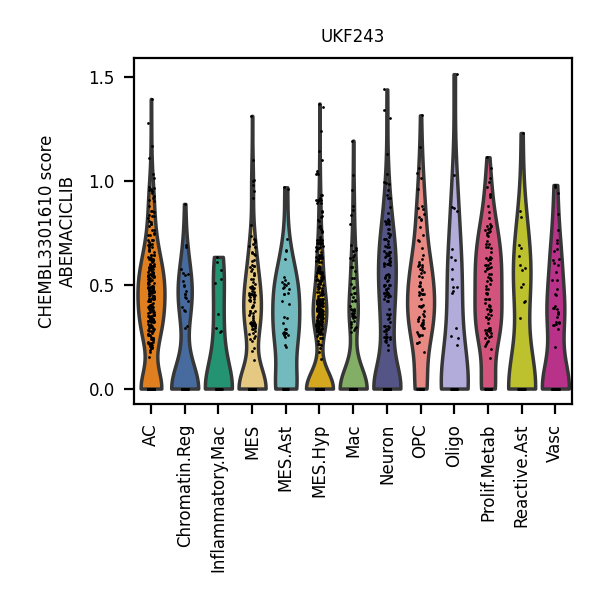 UKF243
CHEMBL3301610 score
ABEMACICLIB
1.5
1.0
0.5
0.0
AC
Chromatin.Reg
Inflammatory.Mac
MES
MES.Ast
MES.Hyp
Mac
Neuron
OPC
Oligo
Prolif.Metab
Reactive.Ast
Vasc